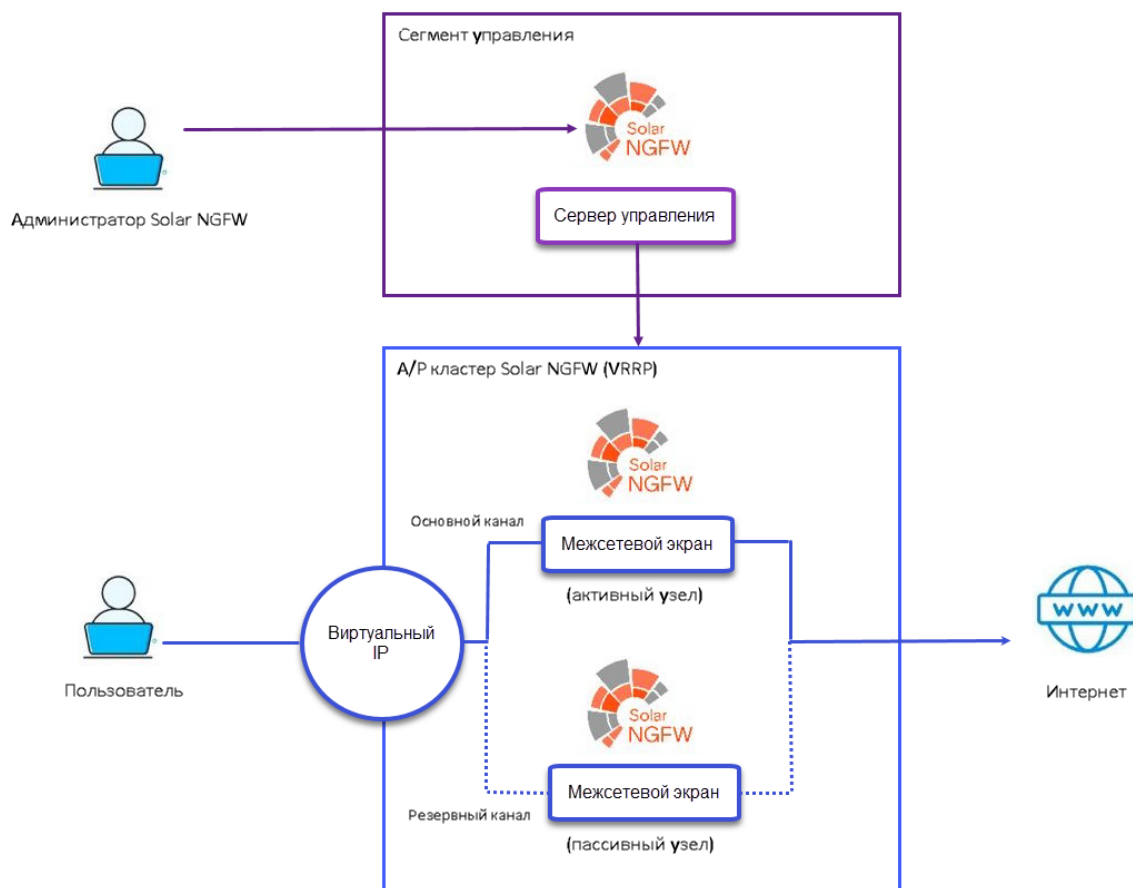 Сегмент управления
Solar
NGFW
Администратор Solar NGFW
Сервер управления
A/P кластер Solar NGFW (VRRP)
Solar
NGFW
Основной канал
Межсетевой экран
(активный узел)
Виртуальный
IP
WWW
Пользователь
Интернет
Solar
NGFW
Межсетевой экран
Резервный канал
(пассивный узел)